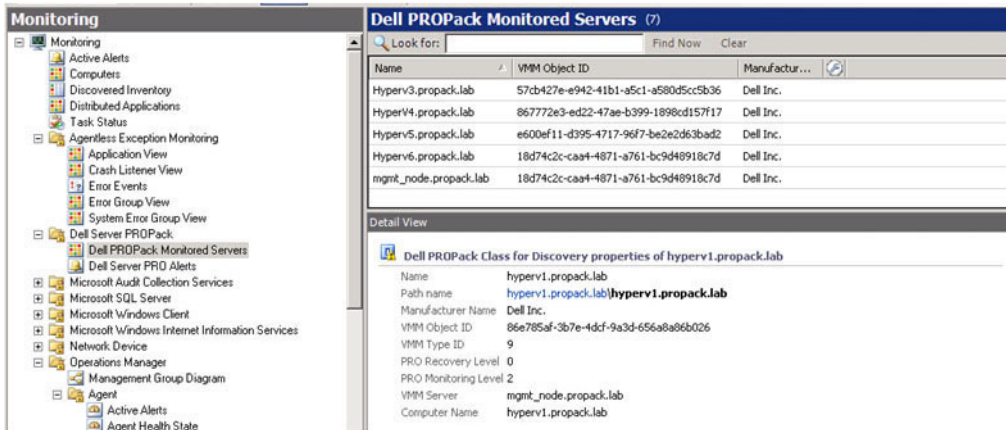 Monitoring
Monitoring
Active Alerts
Computers
Discovered Inventory
Distributed Applications
Task Status
Agentless Exception Monitoring
Application View
Crash Listener View
Error Events
Error Group View
System Error Group View
Dell Server PROPack
Dell PROPack Monitored Servers
Dell Server PRO Alerts
Microsoft Audit Collection Services
Microsoft SQL Server
Microsoft Windows Client
Microsoft Windows Internet Information Services
Network Device
Operations Manager
Management Group Diagram
Agent
Active Alerts
Agent Health State
Dell PROPack Monitored Servers (7)
Look for: Find Now Clear
Name VMM Object ID Manufactur...
Hyperv3.propack.lab 57cb427e-e942-41b1-a5c1-a580d5cc5b36 Dell Inc.
HyperV4.propack.lab 867772e3-ed22-47ae-b399-1898cd157f17 Dell Inc.
Hyperv5.propack.lab e600ef11-d395-4717-96f7-be2e2d63bad2 Dell Inc.
Hyperv6.propack.lab 18d74c2c-caa4-4871-a761-bc9d48918c7d Dell Inc.
mgmt_node.propack.lab 18d74c2c-caa4-4871-a761-bc9d48918c7d Dell Inc.
Detail View
Dell PROPack Class for Discovery properties of hyperv1.propack.lab
Name hyperv1.propack.lab
Path name hyperv1.propack.lab\hyperv1.propack.lab
Manufacturer Name Dell Inc.
VMM Object ID 86e785af-3b7e-4dcf-9a3d-656a8a86b026
VMM Type ID 9
PRO Recovery Level 0
PRO Monitoring Level 2
VMM Server mgmt_node.propack.lab
Computer Name hyperv1.propack.lab